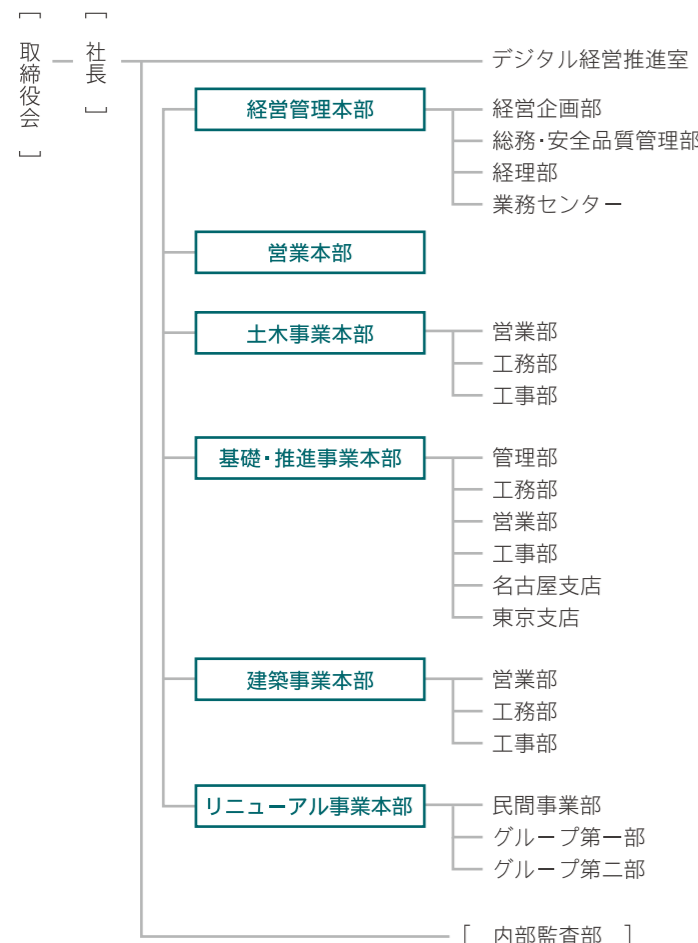 [ 取締役会 ]
[ 社長 ]
デジタル経営推進室
経営管理本部
経営企画部
総務・安全品質管理部
経理部
業務センター
営業本部
土木事業本部
営業部
工務部
工事部
基礎・推進事業本部
管理部
工務部
営業部
工事部
名古屋支店
東京支店
建築事業本部
営業部
工務部
工事部
リニューアル事業本部
民間事業部
グループ第一部
グループ第二部
[ 内部監査部 ]